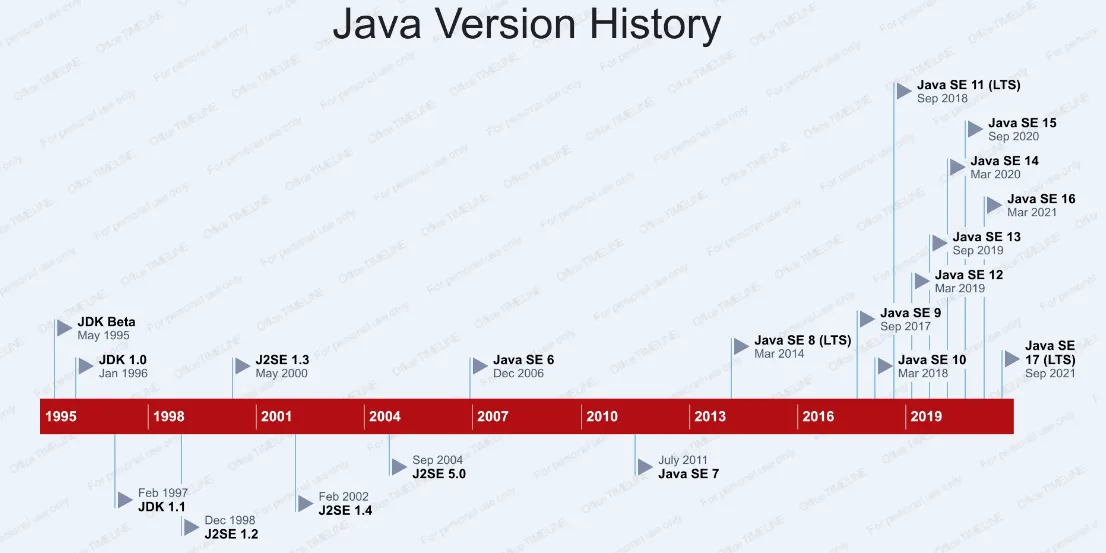 Java Version History
Java SE 11 (LTS)
Sep 2018
Java SE 15
Sep 2020
Java SE 14
Mar 2020
Java SE 16
Mar 2021
Java SE 13
Sep 2019
Java SE 12
Mar 2019
JDK Beta
May 1995
Java SE 9
Sep 2017
Java SE 8 (LTS)
Mar 2014
JDK 1.0
Jan 1996
J2SE 1.3
May 2000
Java SE 6
Dec 2006
Java SE 10
Mar 2018
Java SE
17 (LTS)
Sep 2021
1995 1998 2001 2004 2007 2010 2013 2016 2019
Sep 2004
J2SE 5.0
July 2011
Java SE 7
Feb 1997
JDK 1.1
Feb 2002
J2SE 1.4
Dec 1998
J2SE 1.2
Office TIMELINE
For personal use only